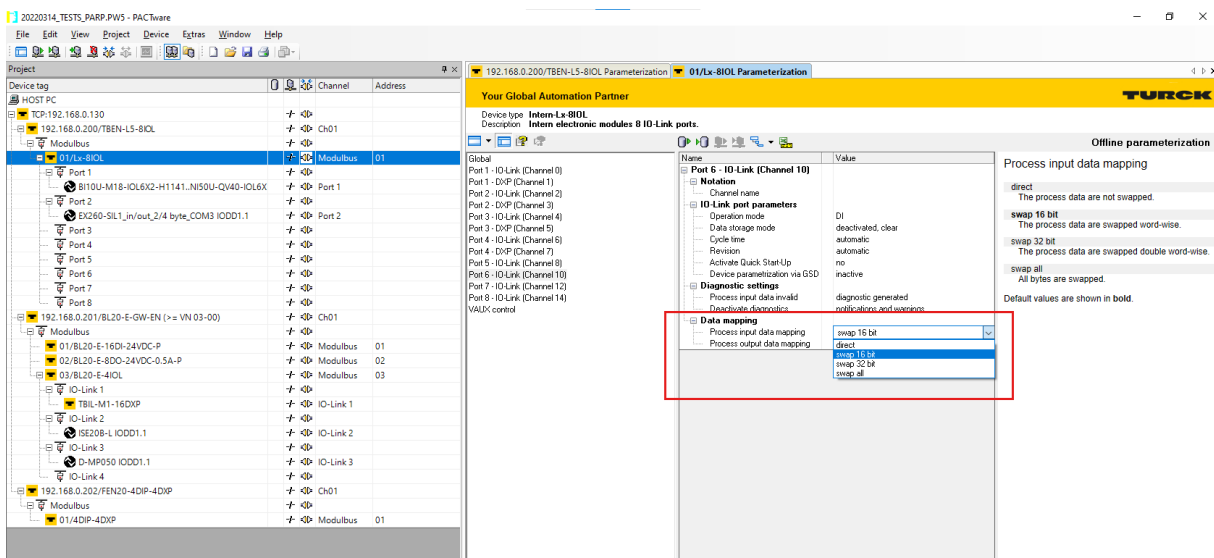 20220314_TESTS_PARP.PW5 - PACTware
File Edit View Project Device Extras Window Help
Project
Device tag Channel Address
HOST PC
TCP:192.168.0.130
192.168.0.200/TBEN-L5-8IOL Ch01
Modulbus
01/Lx-8IOL Modulbus 01
Port 1
BI10U-M18-IOL6X2-H1141..NI50U-QV40-IOL6X Port 1
Port 2
EX260-SIL1_in/out_2/4 byte_COM3 IODD1.1 Port 2
Port 3
Port 4
Port 5
Port 6
Port 7
Port 8
192.168.0.201/BL20-E-GW-EN (>= VN 03-00) Ch01
Modulbus
01/BL20-E-16DI-24VDC-P Modulbus 01
02/BL20-E-8DO-24VDC-0.5A-P Modulbus 02
03/BL20-E-4IOL Modulbus 03
IO-Link 1
TBIL-M1-16DXP IO-Link 1
IO-Link 2
ISE20B-L IODD1.1 IO-Link 2
IO-Link 3
D-MP050 IODD1.1 IO-Link 3
IO-Link 4
192.168.0.202/FEN20-4DIP-4DXP Ch01
Modulbus
01/4DIP-4DXP Modulbus 01
192.168.0.200/TBEN-L5-8IOL Parameterization 01/Lx-8IOL Parameterization
Your Global Automation Partner TURCK
Device type Intern-Lx-8IOL
Description Intern electronic modules 8 IO-Link ports.
Offline parameterization
Global
Port 1 - IO-Link (Channel 0)
Port 1 - DXP (Channel 1)
Port 2 - IO-Link (Channel 2)
Port 2 - DXP (Channel 3)
Port 3 - IO-Link (Channel 4)
Port 3 - DXP (Channel 5)
Port 4 - IO-Link (Channel 6)
Port 4 - DXP (Channel 7)
Port 5 - IO-Link (Channel 8)
Port 6 - IO-Link (Channel 10)
Port 7 - IO-Link (Channel 12)
Port 8 - IO-Link (Channel 14)
VAUX control
Name Value
Port 6 - IO-Link (Channel 10)
Notation
Channel name
IO-Link port parameters
Operation mode DI
Data storage mode deactivated, clear
Cycle time automatic
Revision automatic
Activate Quick Start-Up no
Device parametrization via GSD inactive
Diagnostic settings
Process input data invalid diagnostic generated
Deactivate diagnostics notifications and warnings
Data mapping
Process input data mapping swap 16 bit
Process output data mapping direct
swap 16 bit
swap 32 bit
swap all
Process input data mapping
direct
The process data are not swapped.
swap 16 bit
The process data are swapped word-wise.
swap 32 bit
The process data are swapped double word-wise.
swap all
All bytes are swapped.
Default values are shown in bold.